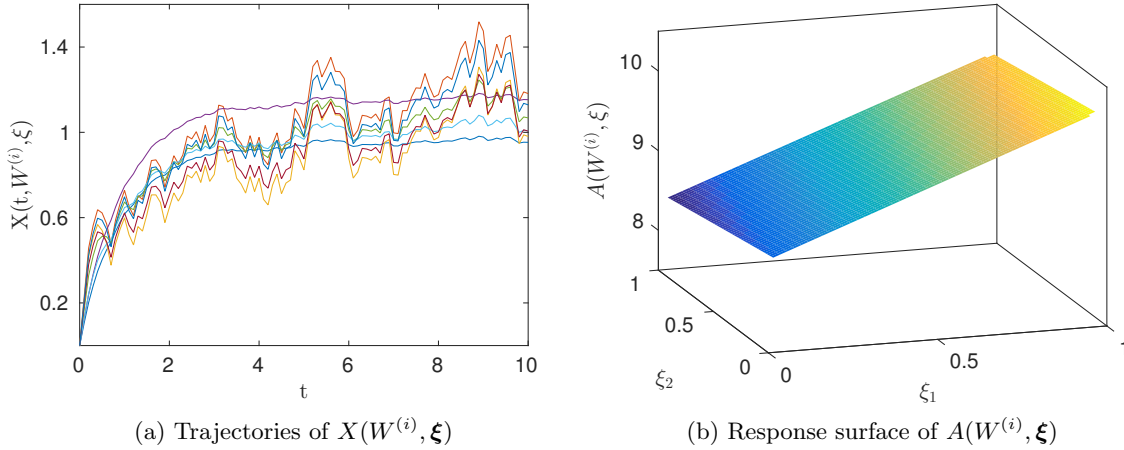 1.4
1
0.6
0.2
X(t,W^{(i)},ξ)
0 2 4 6 8 10
t
(a) Trajectories of X(W^{(i)}, ξ)
10
9
8
A(W^{(i)},ξ)
1
0.5
0
ξ_2
0
0.5
1
ξ_1
(b) Response surface of A(W^{(i)}, ξ)